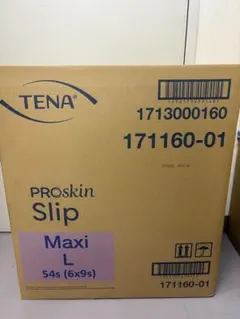 TENA®
1713000160
171160-01
PROskin
Slip
Maxi
L
54s (6x9s)
171160-01